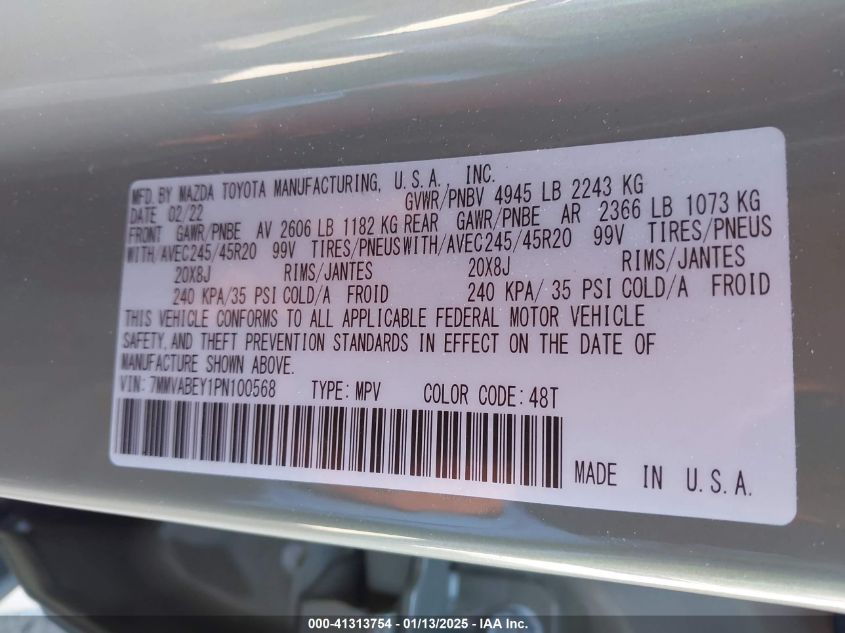 MFD. BY MAZDA TOYOTA MANUFACTURING, U.S.A., INC.
DATE 02/22 GVWR/PNBV 4945 LB 2243 KG
FRONT GAWR/PNBE AV 2606 LB 1182 KG REAR GAWR/PNBE AR 2366 LB 1073 KG
WITH/AVEC245/45R20 99V TIRES/PNEUS WITH/AVEC245/45R20 99V TIRES/PNEUS
20X8J RIMS/JANTES 20X8J RIMS/JANTES
240 KPA/35 PSI COLD/A FROID 240 KPA/ 35 PSI COLD/A FROID
THIS VEHICLE CONFORMS TO ALL APPLICABLE FEDERAL MOTOR VEHICLE
SAFETY, AND THEFT PREVENTION STANDARDS IN EFFECT ON THE DATE OF
MANUFACTURE SHOWN ABOVE.
VIN: 7MMVABEY1PN100568 TYPE: MPV COLOR CODE: 48T
MADE IN U.S.A.
000-41313754 — 01/13/2025 — IAA Inc.